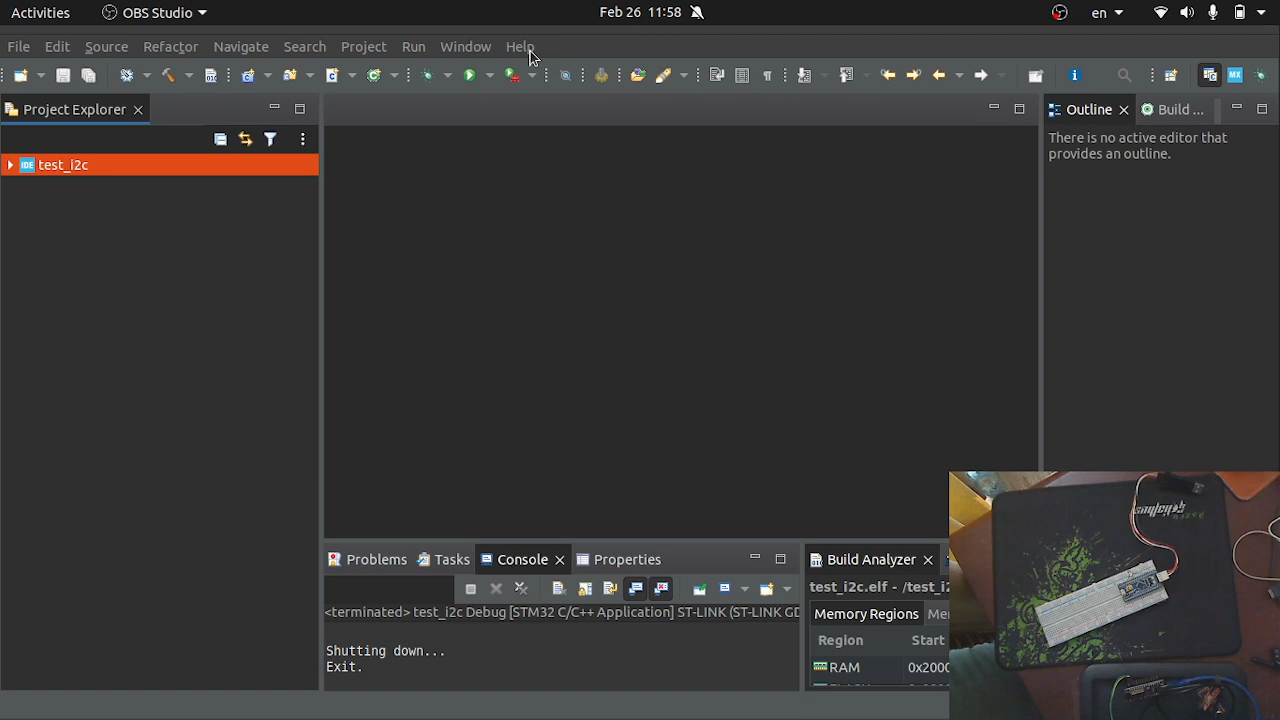 Activities
OBS Studio
Feb 26 11:58
en
File Edit Source Refactor Navigate Search Project Run Window Help
Project Explorer
Outline
Build ...
There is no active editor that
provides an outline.
IDE test_i2c
MX
Problems
Tasks
Console
Properties
Build Analyzer
test_i2c.elf - /test_i2
<terminated> test_i2c Debug [STM32 C/C++ Application] ST-LINK (ST-LINK GD
Memory Regions
Me
Shutting down...
Exit.
Region
Start
RAM
0x2000